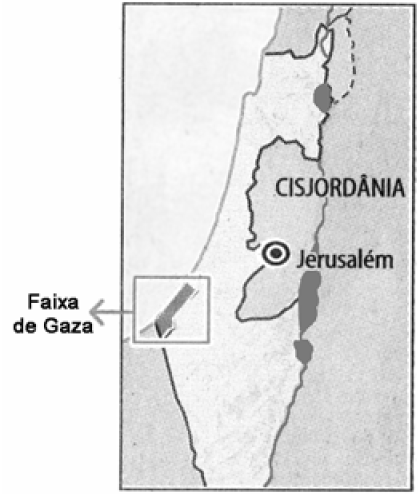 CISJORDÂNIA
Jerusalém
Faixa
de Gaza